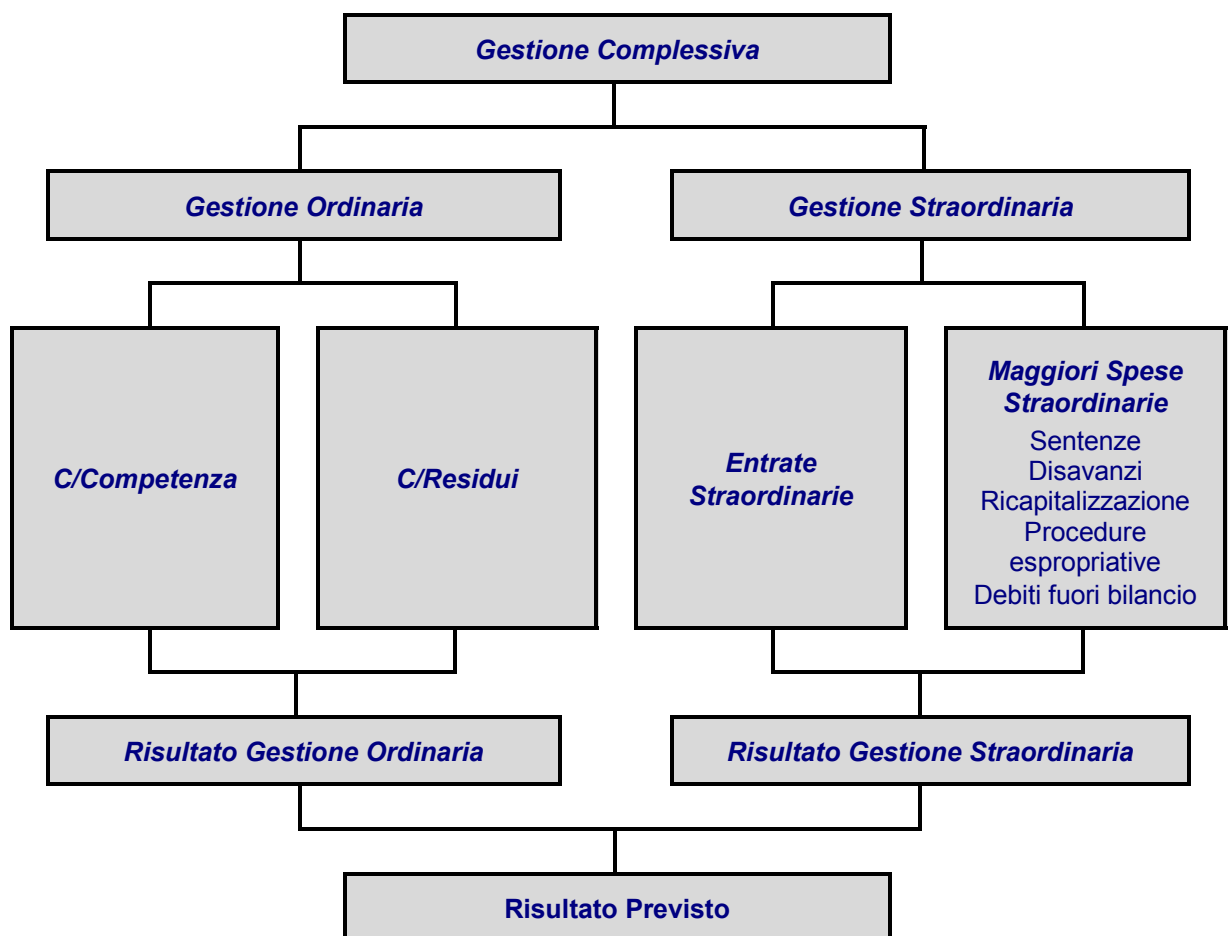 Gestione Complessiva
Gestione Ordinaria
Gestione Straordinaria
C/Competenza
C/Residui
Entrate
Straordinarie
Maggiori Spese
Straordinarie
Sentenze
Disavanzi
Ricapitalizzazione
Procedure
espropriative
Debiti fuori bilancio
Risultato Gestione Ordinaria
Risultato Gestione Straordinaria
Risultato Previsto